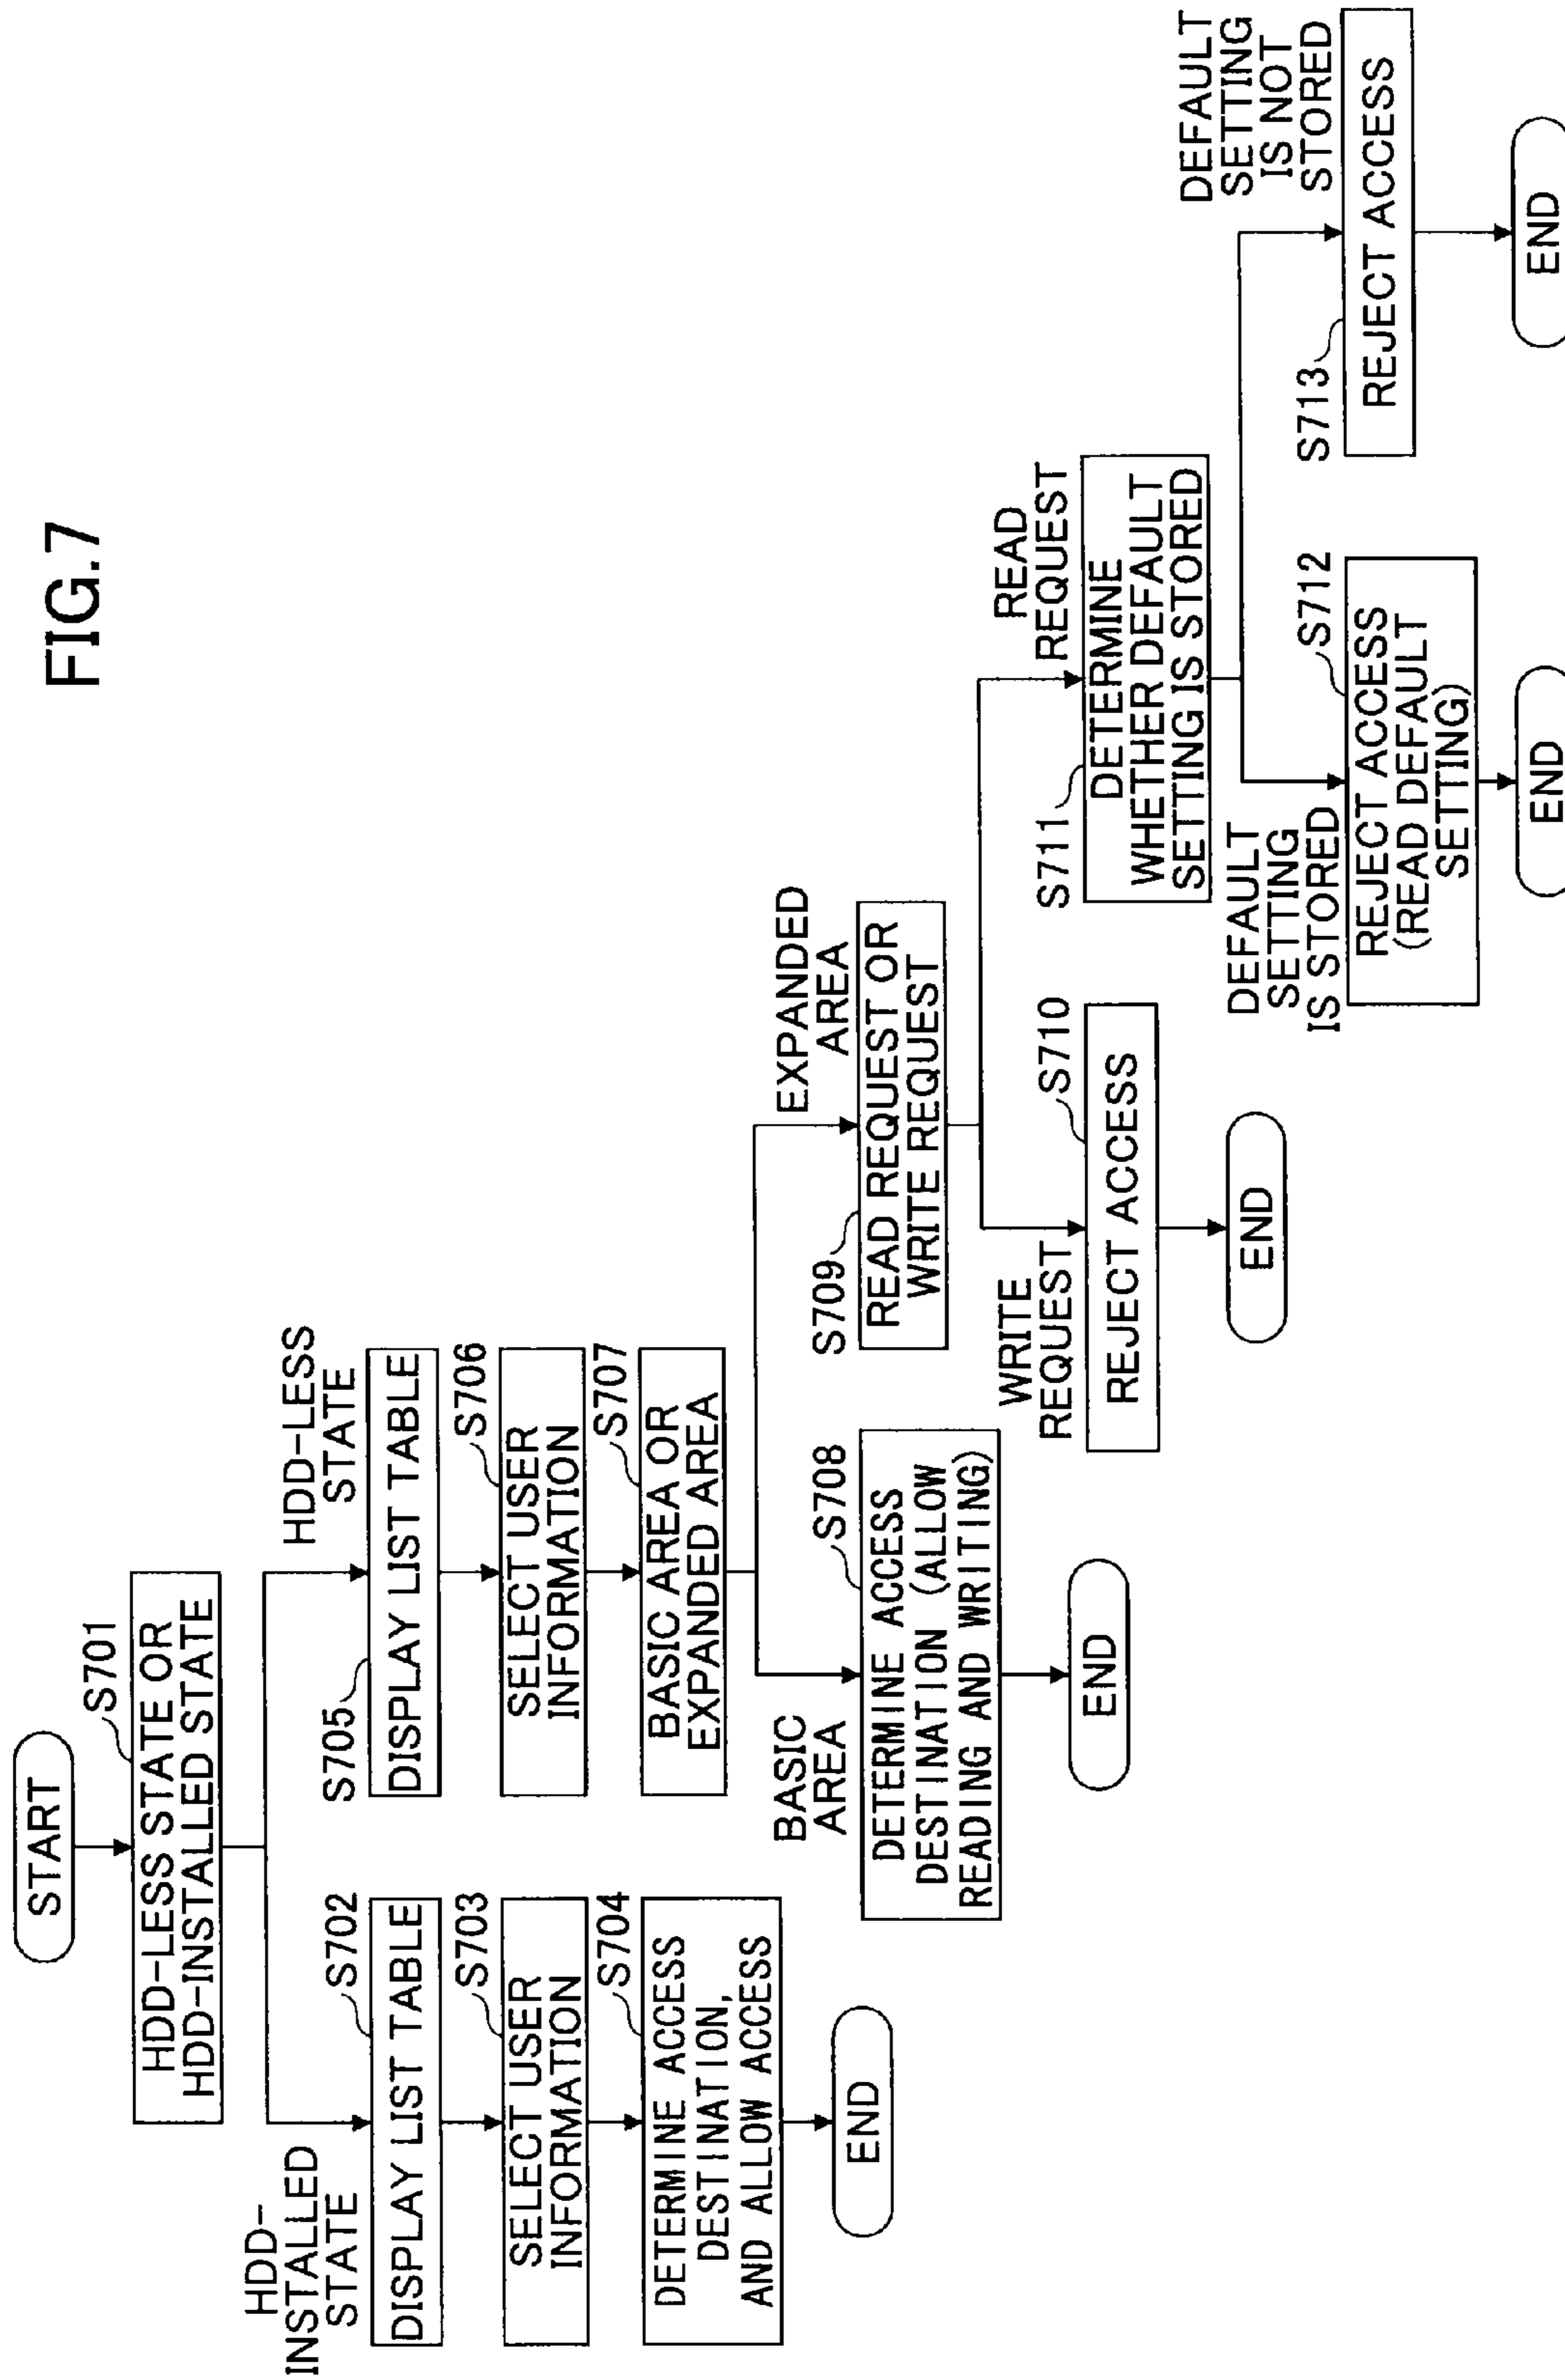 FIG.7
START
S701
HDD-LESS STATE OR
HDD-INSTALLED STATE
HDD-
INSTALLED
STATE
S702
DISPLAY LIST TABLE
S703
SELECT USER
INFORMATION
S704
DETERMINE ACCESS
DESTINATION,
AND ALLOW ACCESS
END
HDD-LESS
STATE
S705
DISPLAY LIST TABLE
S706
SELECT USER
INFORMATION
S707
BASIC AREA OR
EXPANDED AREA
BASIC
AREA
S708
DETERMINE ACCESS
DESTINATION (ALLOW
READING AND WRITING)
END
EXPANDED
AREA
S709
READ REQUEST OR
WRITE REQUEST
WRITE
REQUEST
S710
REJECT ACCESS
END
READ
REQUEST
S711
DETERMINE
WHETHER DEFAULT
SETTING IS STORED
DEFAULT
SETTING
IS STORED
S712
REJECT ACCESS
(READ DEFAULT
SETTING)
END
DEFAULT
SETTING
IS NOT
STORED
S713
REJECT ACCESS
END